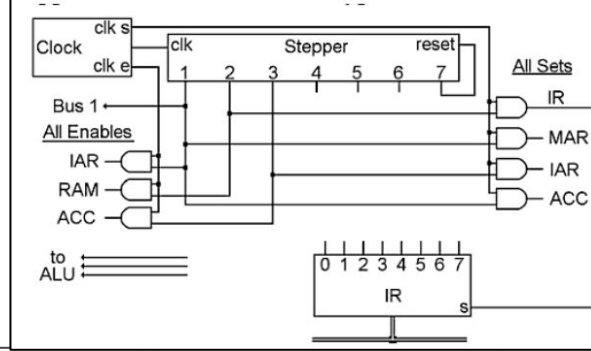 clk s
Clock
clk e
clk Stepper reset
1 2 3 4 5 6 7
Bus 1
All Enables
IAR
RAM
ACC
to
ALU
All Sets
IR
MAR
IAR
ACC
0 1 2 3 4 5 6 7
IR
s